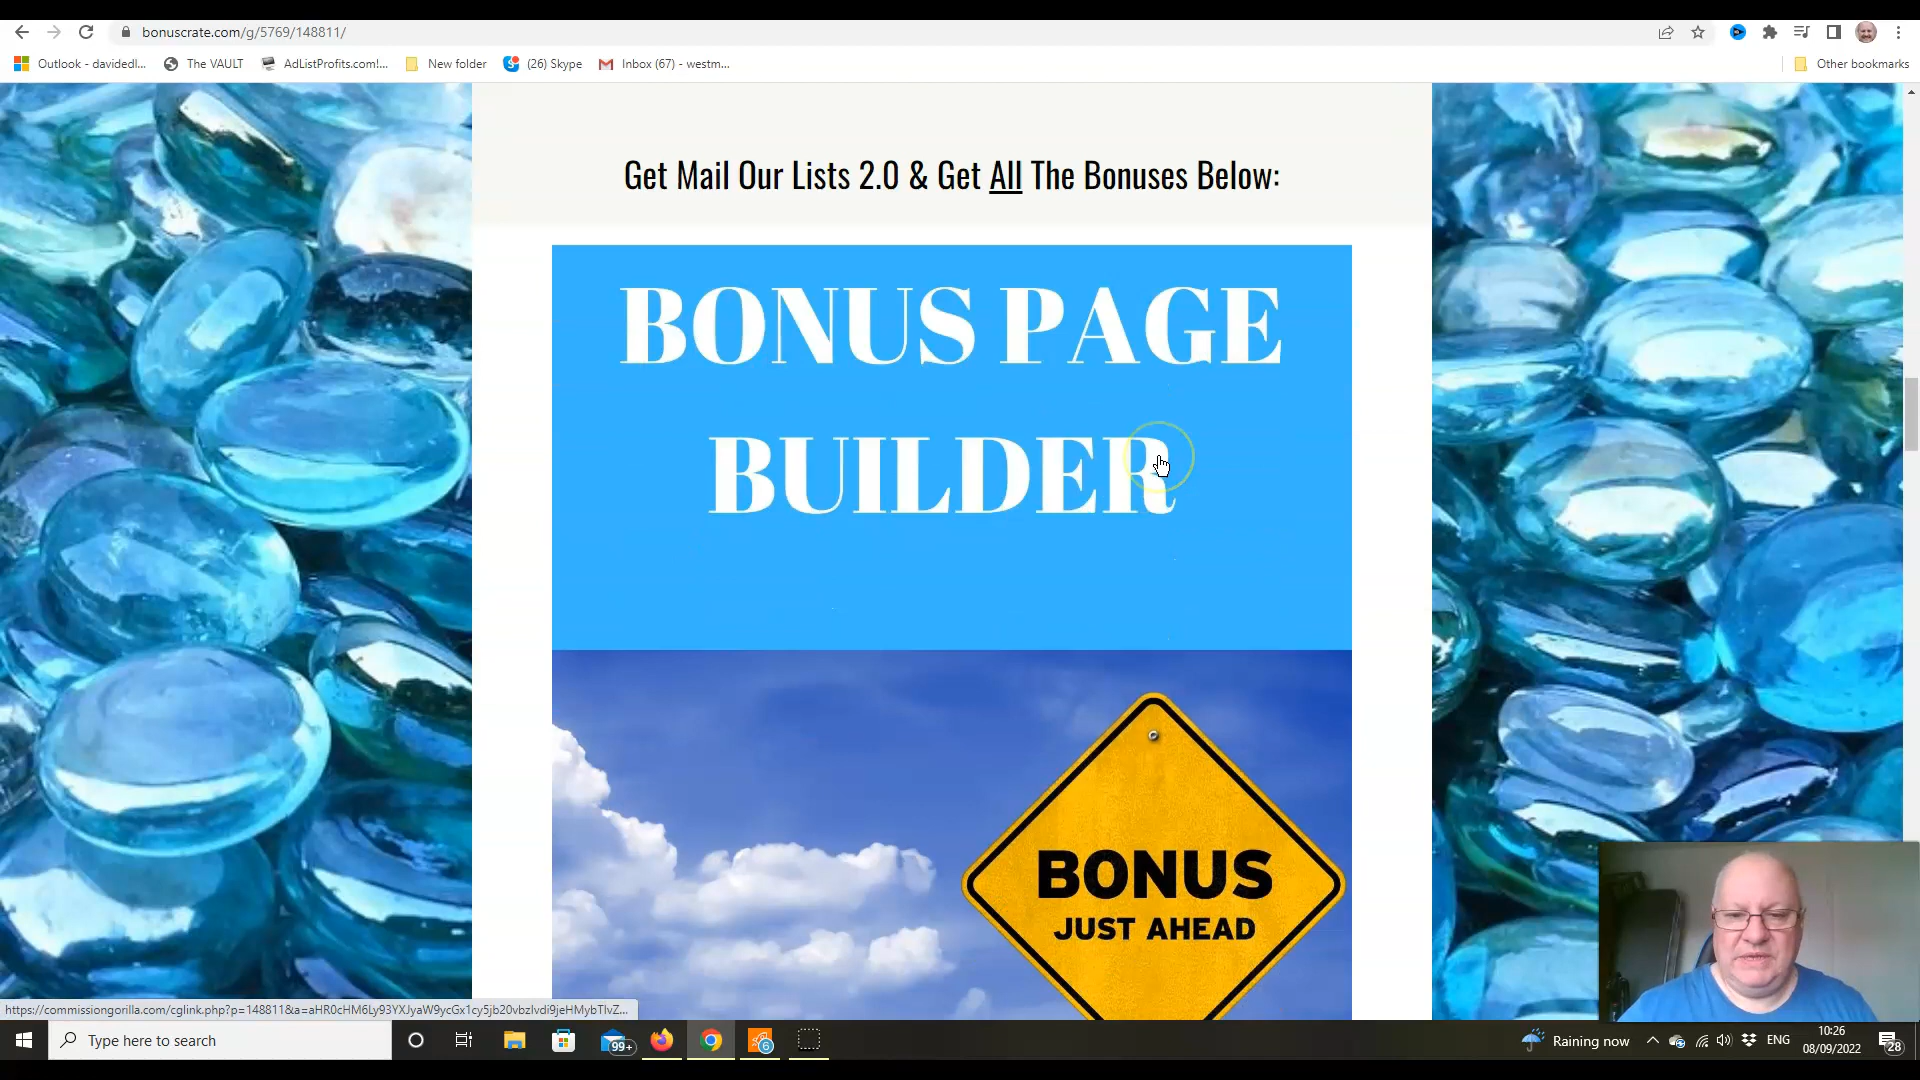 bonuscrate.com/g/5769/148811/
Outlook - davidedl...
The VAULT
AdListProfits.com!...
New folder
(26) Skype
Inbox (67) - westm...
Other bookmarks
Get Mail Our Lists 2.0 & Get All The Bonuses Below:
BONUS PAGE
BUILDER
BONUS
JUST AHEAD
https://commissiongorilla.com/cglink.php?p=148811&a=aHR0cHM6Ly93YXJyaW9ycGx1cy5jb20vbzIvdi9jeHMybTlvZ...
Type here to search
99+
6
Raining now
ENG
10:26
08/09/2022
28